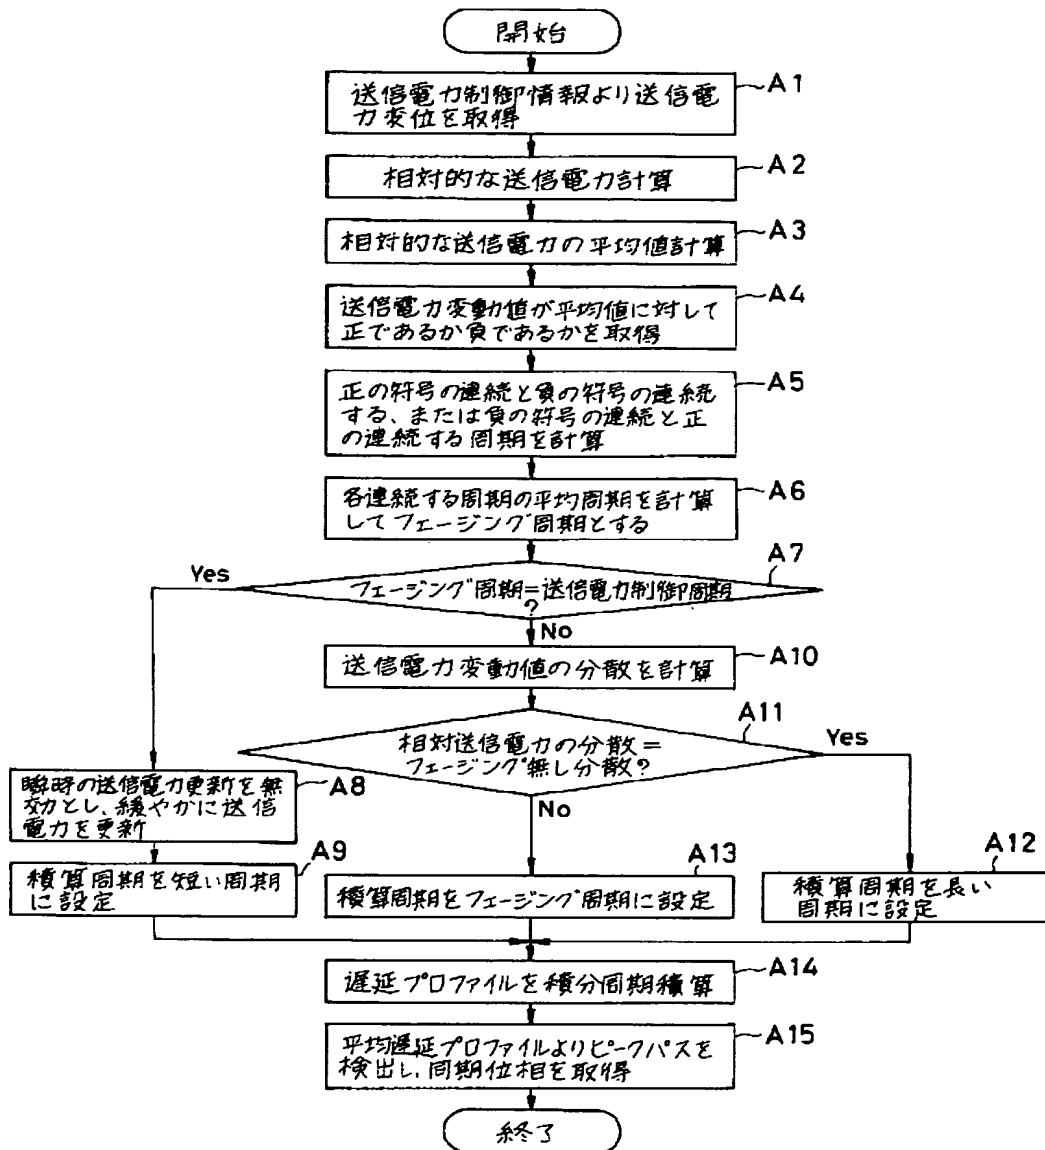 開始
A1
送信電力制御情報より送信電
力変位を取得
A2
相対的な送信電力計算
A3
相対的な送信電力の平均値計算
A4
送信電力変動値が平均値に対して
正であるか負であるかを取得
A5
正の符号の連続と負の符号の連続
する、または負の符号の連続と正
の連続する周期を計算
A6
各連続する周期の平均周期を計算
してフェージング周期とする
A7
Yes
フェージング周期=送信電力制御周期
?
No
A10
送信電力変動値の分散を計算
A11
相対送信電力の分散=
フェージング無し分散?
Yes
No
A8
瞬時の送信電力更新を無
効とし、緩やかに送信
電力を更新
A9
積算周期を短い周期
に設定
A13
積算周期をフェージング周期に設定
A12
積算周期を長い
周期に設定
A14
遅延プロファイルを積分周期積算
A15
平均遅延プロファイルよりピークパスを
検出し、同期位相を取得
終了